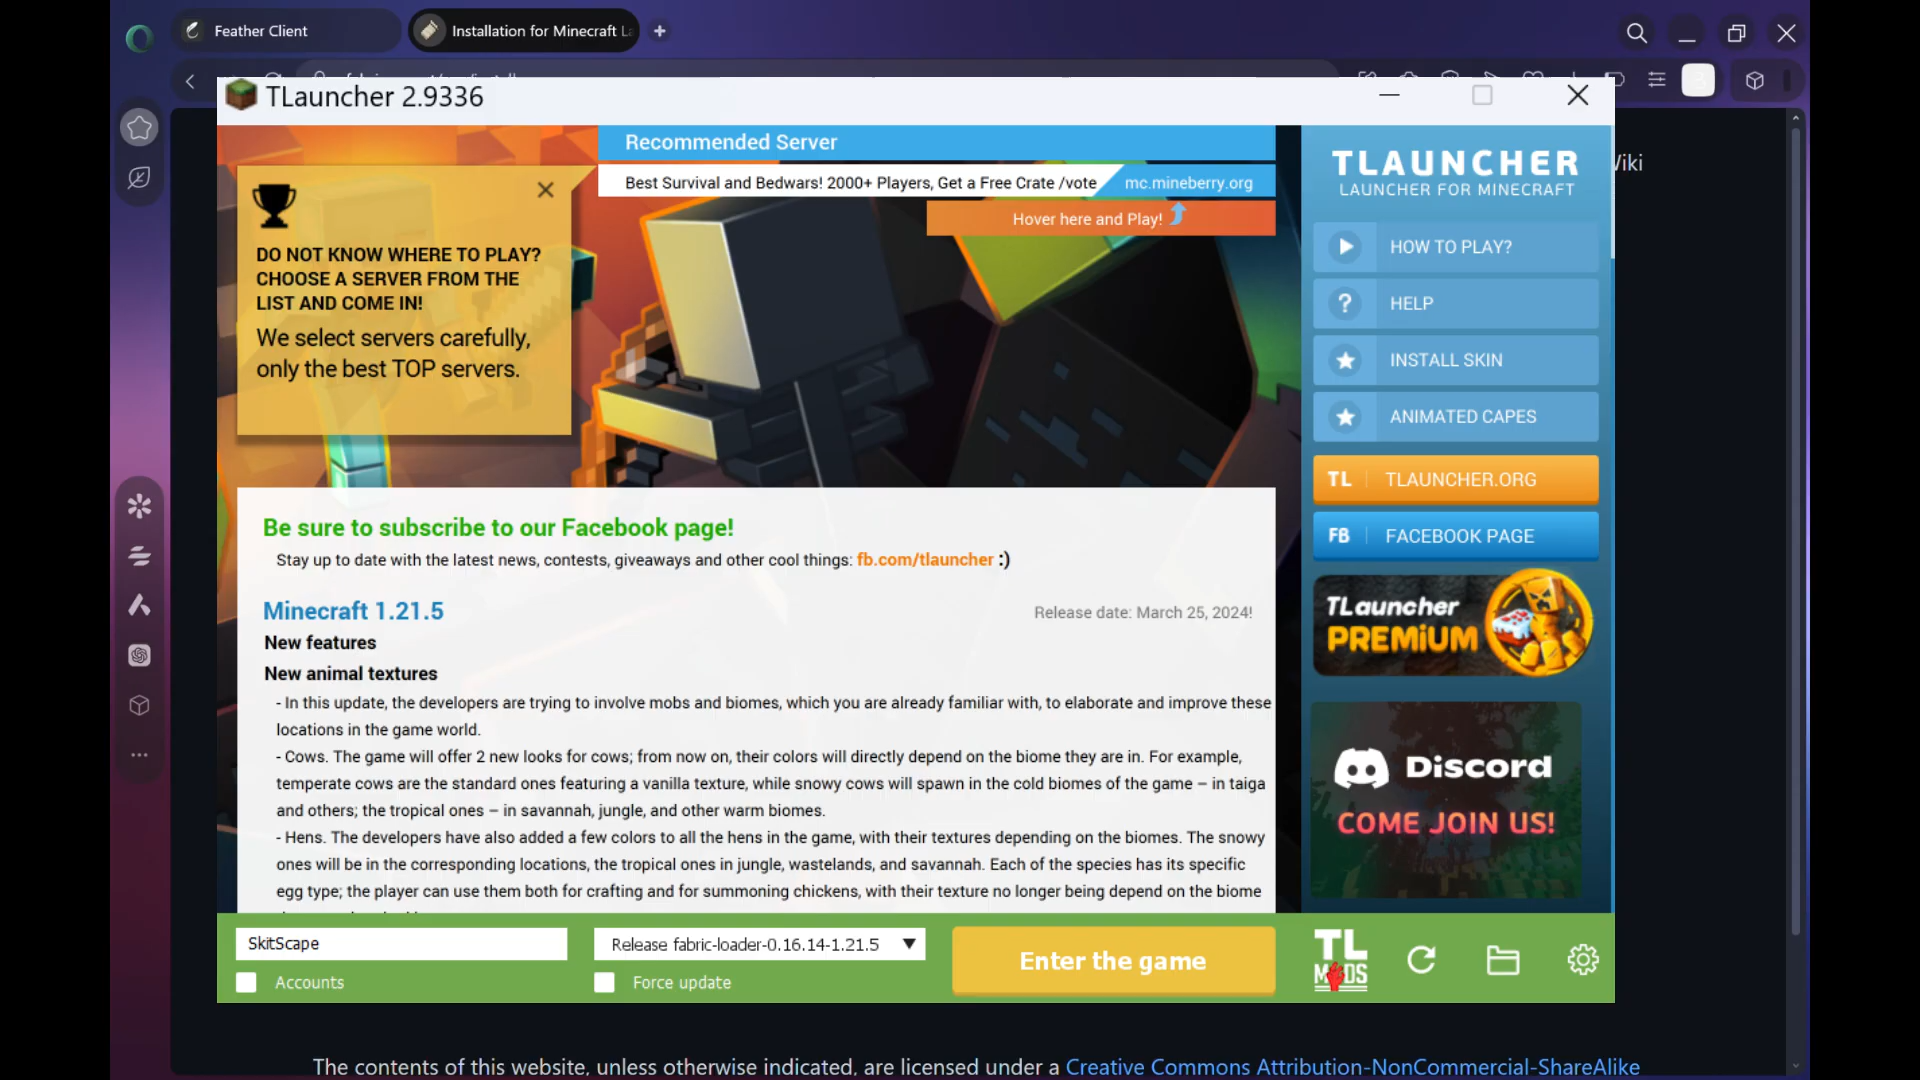 Feather Client
Installation for Minecraft La
TLauncher 2.9336
Recommended Server
Best Survival and Bedwars! 2000+ Players, Get a Free Crate /vote
mc.mineberry.org
Hover here and Play!
DO NOT KNOW WHERE TO PLAY?
CHOOSE A SERVER FROM THE
LIST AND COME IN!
We select servers carefully,
only the best TOP servers.
TLAUNCHER
LAUNCHER FOR MINECRAFT
Wiki
HOW TO PLAY?
? HELP
INSTALL SKIN
ANIMATED CAPES
TL TLAUNCHER.ORG
FB FACEBOOK PAGE
TLauncher
PREMIUM
Discord
COME JOIN US!
Be sure to subscribe to our Facebook page!
Stay up to date with the latest news, contests, giveaways and other cool things: fb.com/tlauncher :)
Minecraft 1.21.5
Release date: March 25, 2024!
New features
New animal textures
- In this update, the developers are trying to involve mobs and biomes, which you are already familiar with, to elaborate and improve these
locations in the game world.
- Cows. The game will offer 2 new looks for cows; from now on, their colors will directly depend on the biome they are in. For example,
temperate cows are the standard ones featuring a vanilla texture, while snowy cows will spawn in the cold biomes of the game – in taiga
and others; the tropical ones – in savannah, jungle, and other warm biomes.
- Hens. The developers have also added a few colors to all the hens in the game, with their textures depending on the biomes. The snowy
ones will be in the corresponding locations, the tropical ones in jungle, wastelands, and savannah. Each of the species has its specific
egg type; the player can use them both for crafting and for summoning chickens, with their texture no longer being depend on the biome
SkitScape
Release fabric-loader-0.16.14-1.21.5
Accounts
Force update
Enter the game
TL
MODS
The contents of this website, unless otherwise indicated, are licensed under a Creative Commons Attribution-NonCommercial-ShareAlike